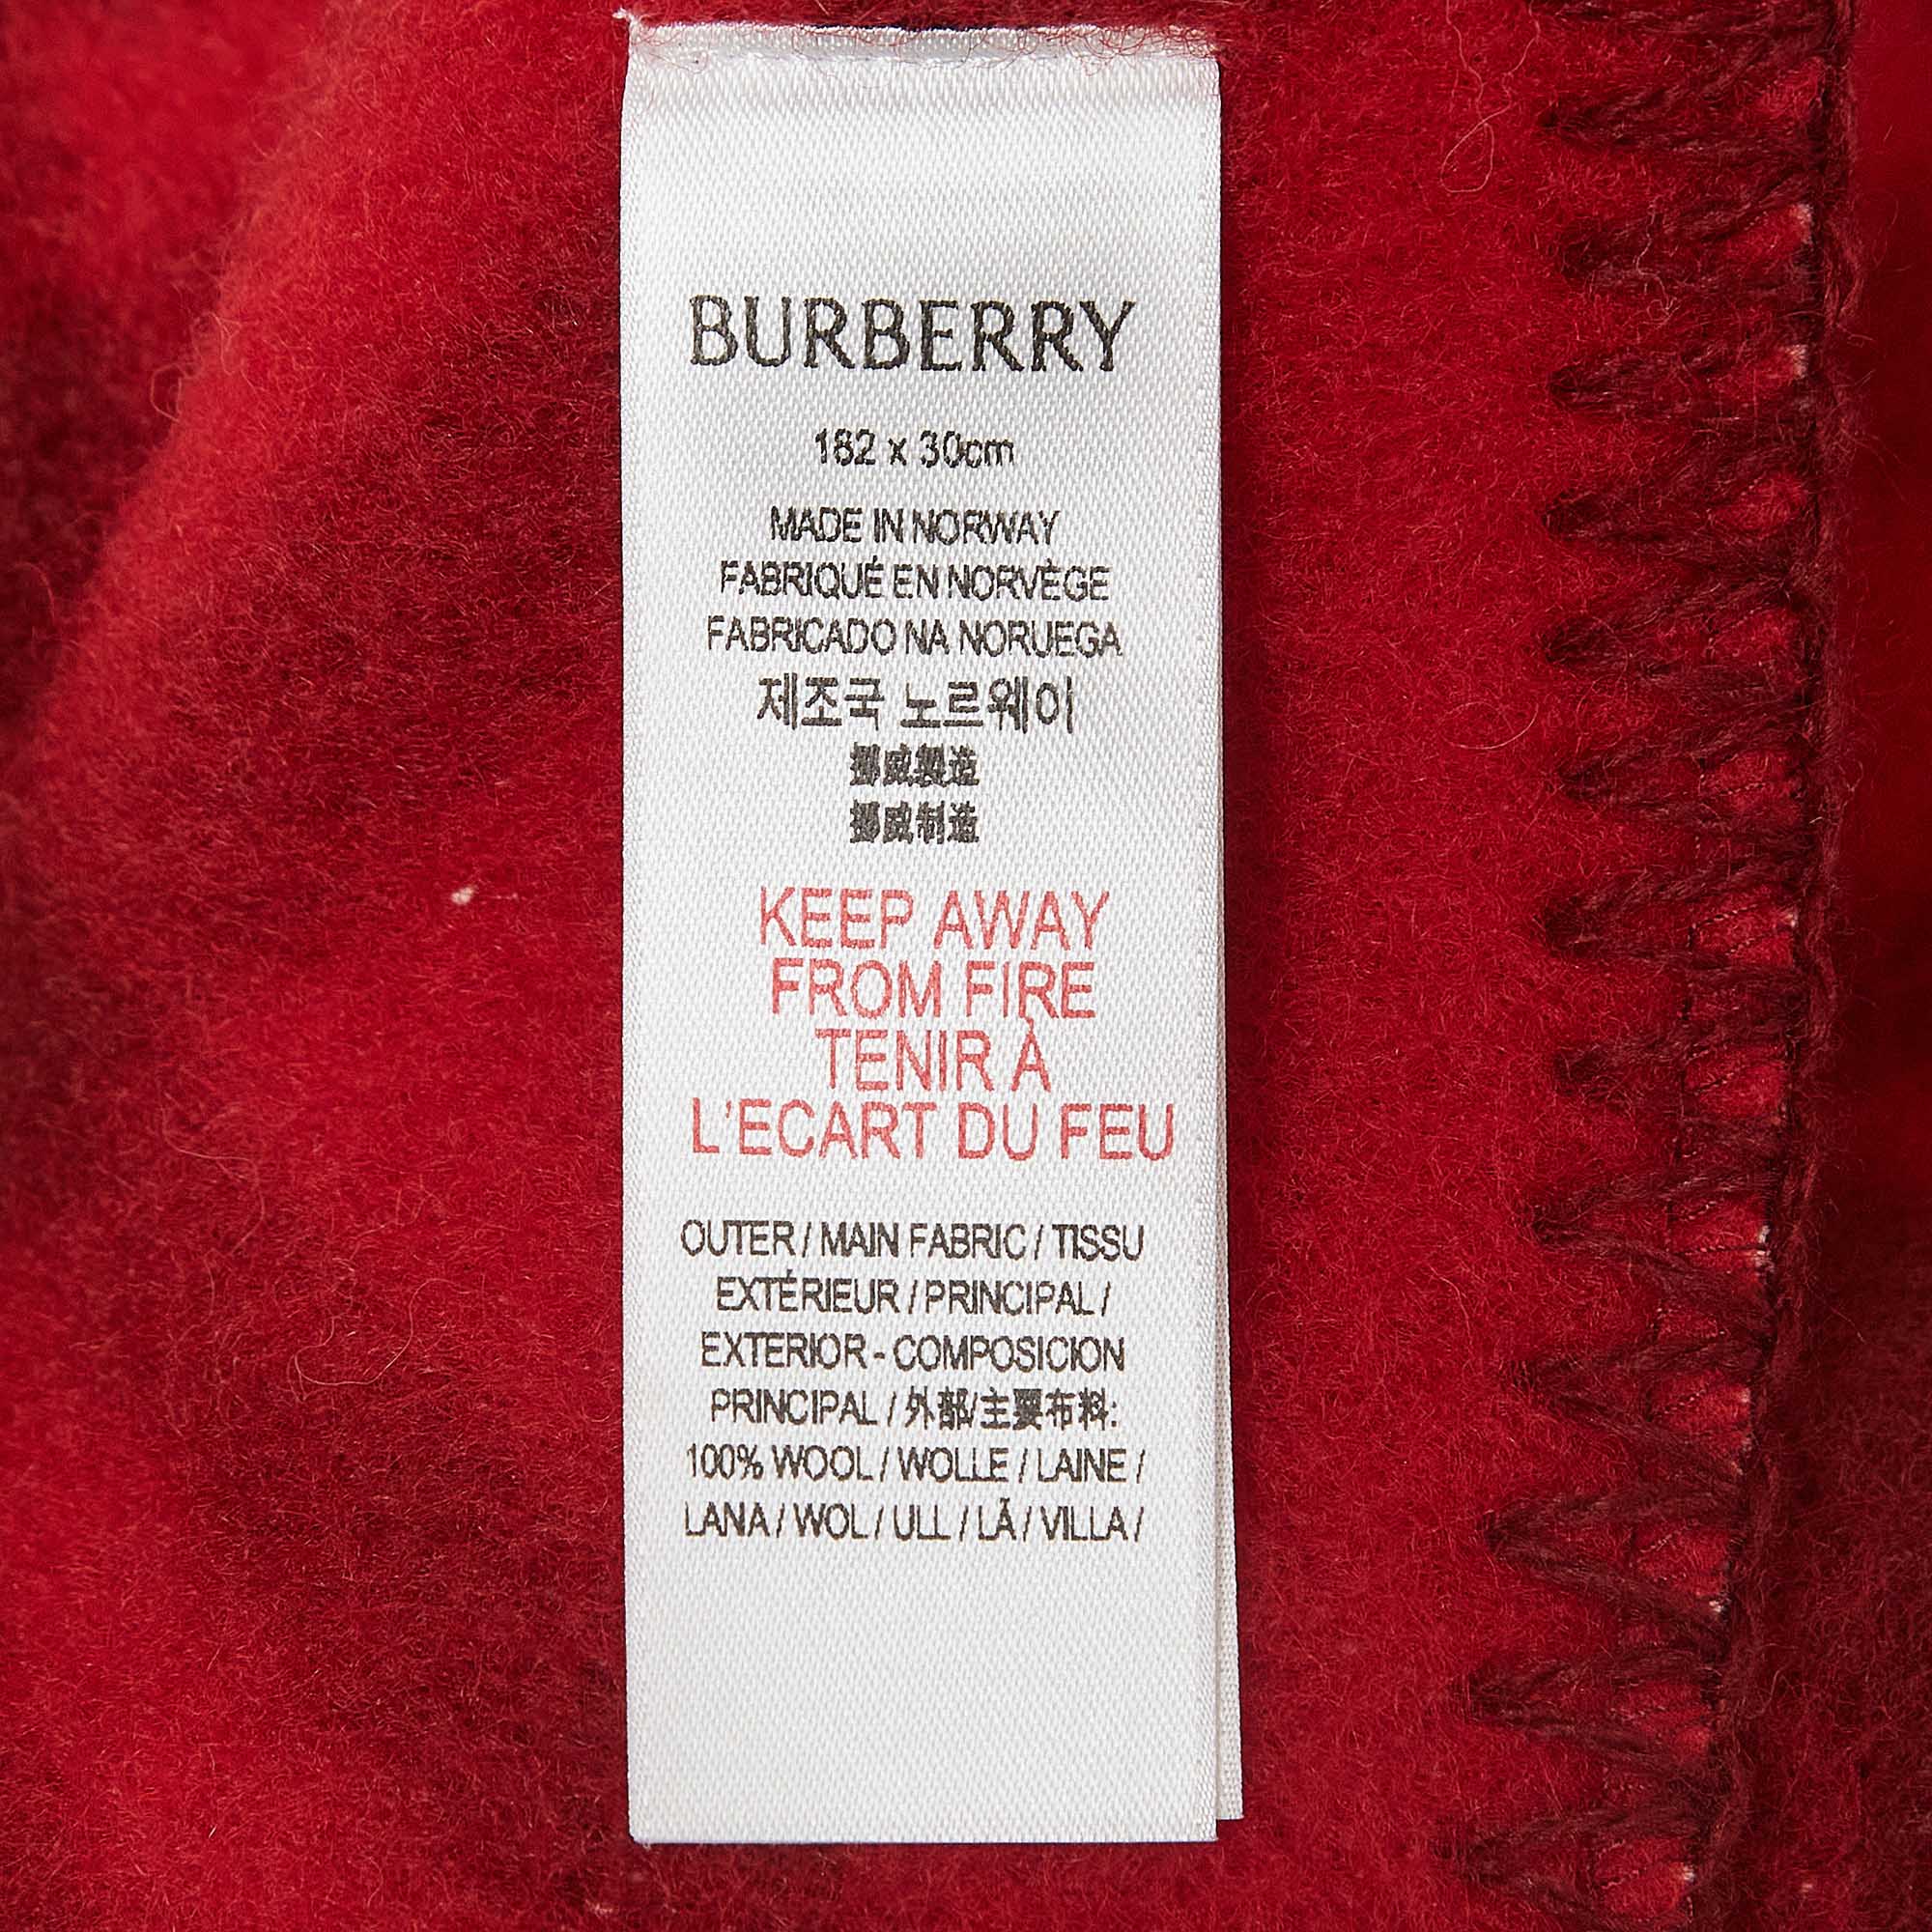 BURBERRY
182 x 30cm
MADE IN NORWAY
FABRIQUÉ EN NORVÈGE
FABRICADO NA NORUEGA
제조국 노르웨이
挪威製造
挪威制造
KEEP AWAY
FROM FIRE
TENIR À
L'ECART DU FEU
OUTER / MAIN FABRIC / TISSU
EXTÉRIEUR / PRINCIPAL /
EXTERIOR - COMPOSICION
PRINCIPAL / 外部/主要布料:
100% WOOL / WOLLE / LAINE /
LANA / WOL / ULL / LÃ / VILLA /